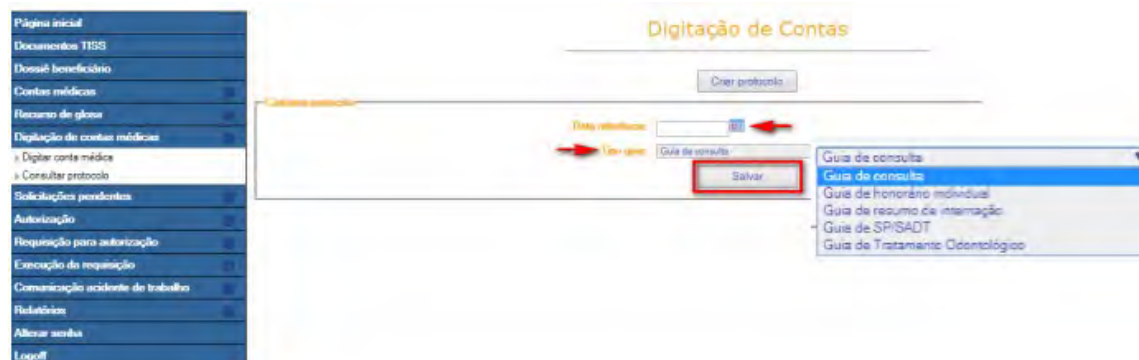 Página inicial
Documentos TISS
Dossiê beneficiário
Contas médicas
Recurso de glosa
Digitação de contas médicas
Digitar conta médica
Consultar protocolo
Solicitações pendentes
Autorização
Requisição para autorização
Execução da requisição
Comunicação acidente de trabalho
Relatórios
Alterar senha
Logoff
Digitação de Contas
Criar protocolo
Data referência
Tipo guia Guia de consulta
Salvar
Guia de consulta
Guia de consulta
Guia de honorário individual
Guia de resumo de internação
Guia de SP/SADT
Guia de Tratamento Odontológico